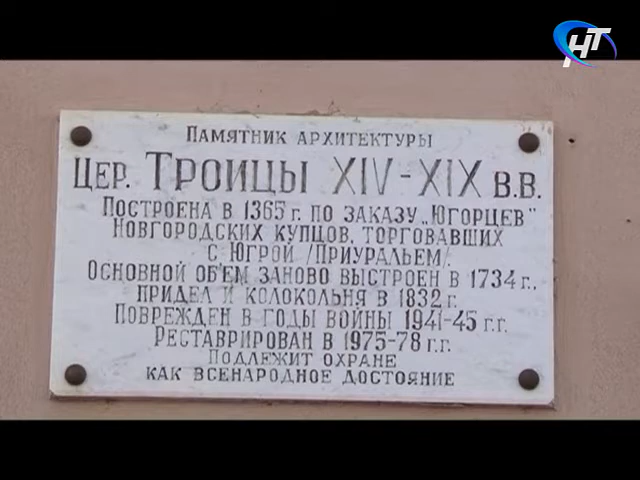 НТ
ПАМЯТНИК АРХИТЕКТУРЫ
ЦЕР. ТРОИЦЫ XIV-XIX В.В.
ПОСТРОЕНА В 1365 г. ПО ЗАКАЗУ „ЮГОРЦЕВ"
НОВГОРОДСКИХ КУПЦОВ, ТОРГОВАВШИХ
С ЮГРОЙ /ПРИУРАЛЬЕМ/
ОСНОВНОЙ ОБ'ЕМ ЗАНОВО ВЫСТРОЕН В 1734 г.,
ПРИДЕЛ И КОЛОКОЛЬНЯ В 1832 г.
ПОВРЕЖДЕН В ГОДЫ ВОЙНЫ 1941-45 г.г.
РЕСТАВРИРОВАН В 1975-78 г.г.
ПОДЛЕЖИТ ОХРАНЕ
КАК ВСЕНАРОДНОЕ ДОСТОЯНИЕ